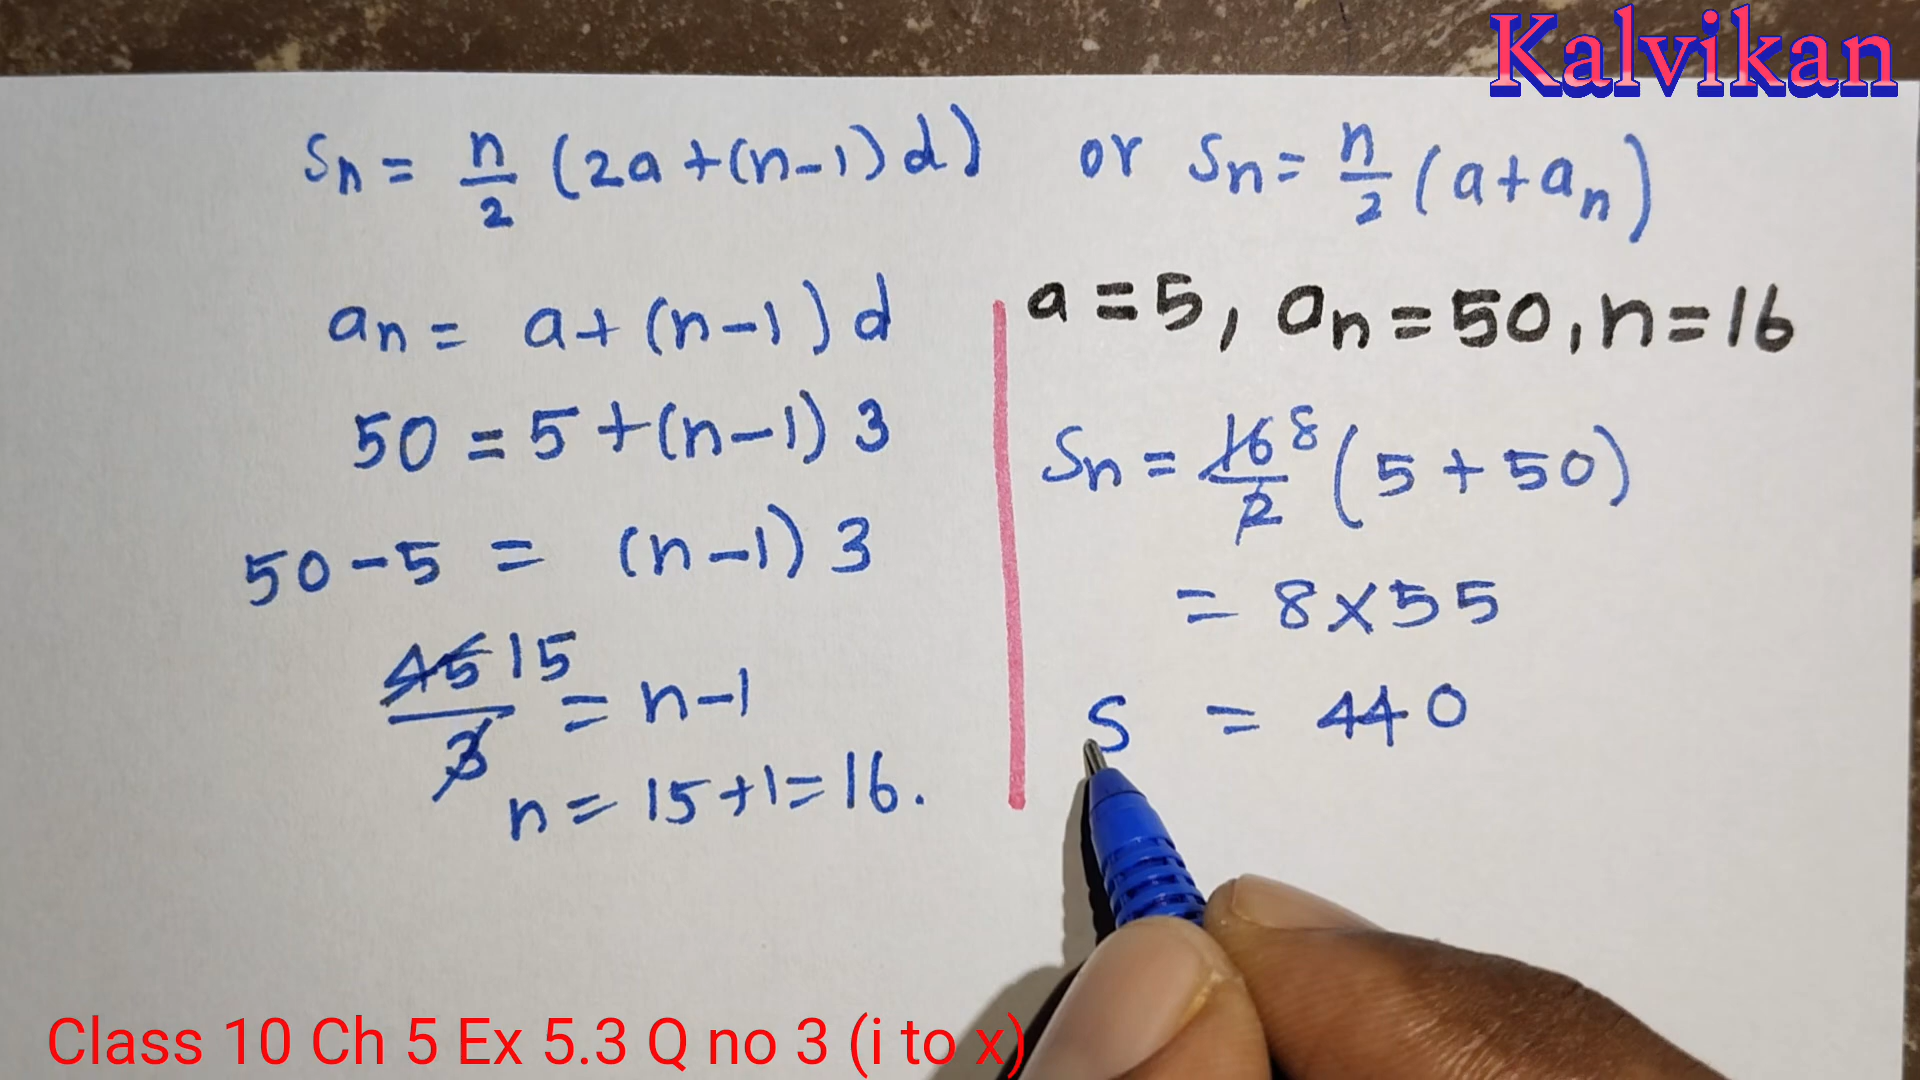 Kalvikan
Sn = n/2 (2a+(n-1)d) or Sn = n/2 (a+an)
an = a+(n-1)d
50 = 5+(n-1)3
50-5 = (n-1)3
45/3 15 = n-1
n = 15+1=16.
a=5, an=50, n=16
Sn = 16/2 8 (5+50)
= 8×55
S = 440
Class 10 Ch 5 Ex 5.3 Q no 3 (i to x)